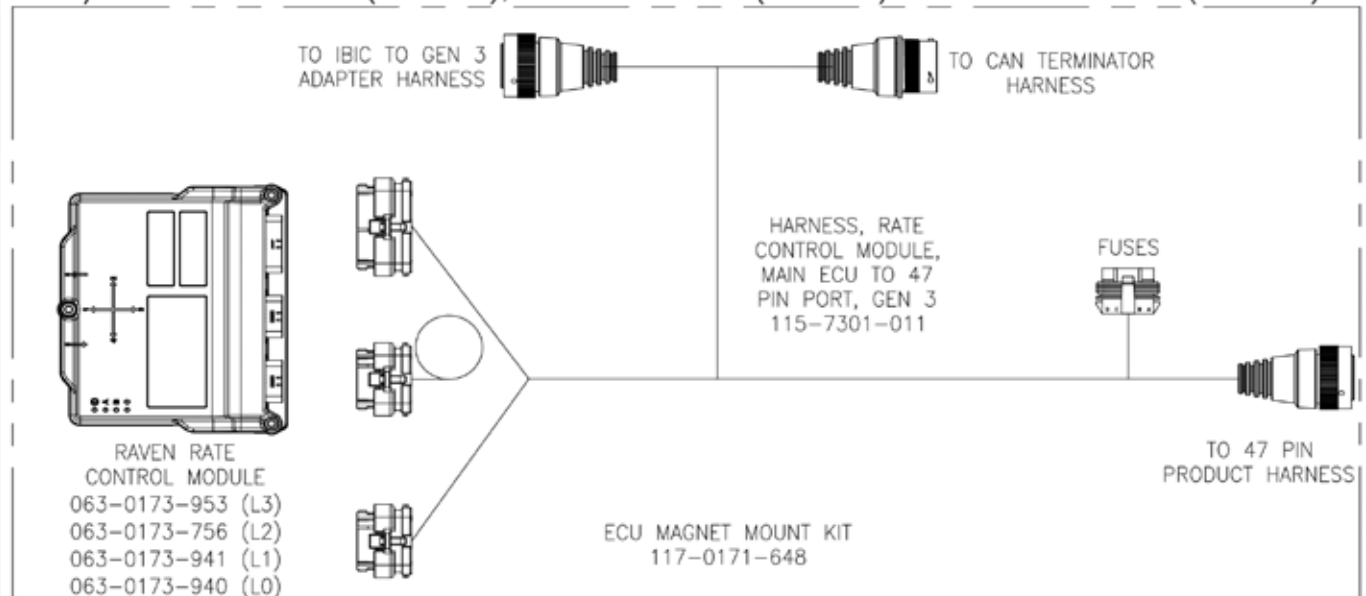 TO IBIC TO GEN 3
ADAPTER HARNESS
TO CAN TERMINATOR
HARNESS
HARNESS, RATE
CONTROL MODULE,
MAIN ECU TO 47
PIN PORT, GEN 3
115-7301-011
FUSES
RAVEN RATE
CONTROL MODULE
063-0173-953 (L3)
063-0173-756 (L2)
063-0173-941 (L1)
063-0173-940 (L0)
TO 47 PIN
PRODUCT HARNESS
ECU MAGNET MOUNT KIT
117-0171-648